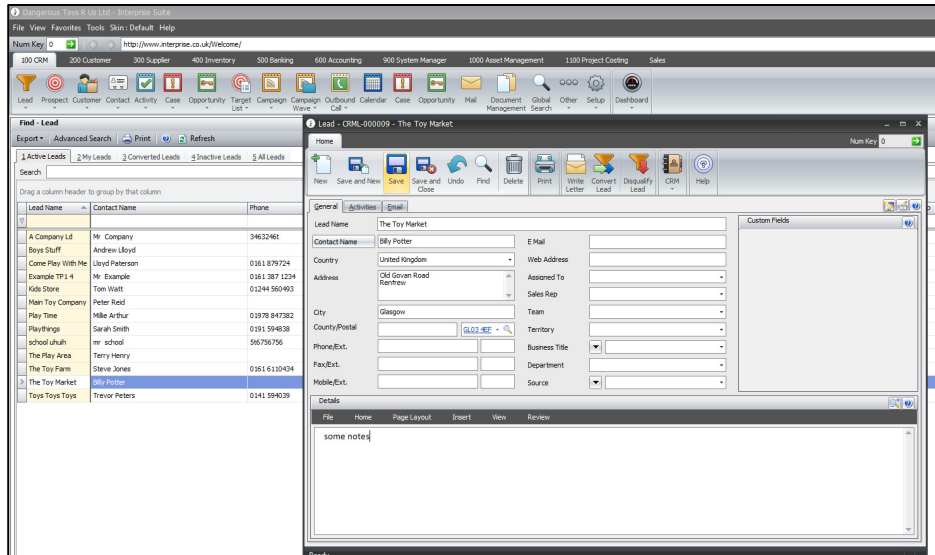 Dangerous Toys R Us Ltd - Interprise Suite
File View Favorites Tools Skin : Default Help
Num Key 0 http://www.interprise.co.uk/Welcome/
100 CRM 200 Customer 300 Supplier 400 Inventory 500 Banking 600 Accounting 900 System Manager 1000 Asset Management 1100 Project Costing Sales
Lead Prospect Customer Contact Activity Case Opportunity Target List Campaign Campaign Wave Outbound Call Calendar Case Opportunity Mail Document Management Global Search Other Setup Dashboard
Find - Lead
Export Advanced Search Print Refresh
1 Active Leads 2 My Leads 3 Converted Leads 4 Inactive Leads 5 All Leads
Search
Drag a column header to group by that column
Lead Name Contact Name Phone
A Company Ld Mr Company 3463246t
Boys Stuff Andrew Llloyd
Come Play With Me Lloyd Paterson 0161 879724
Example TP1 4 Mr Example 0161 387 1234
Kids Store Tom Watt 01244 560493
Main Toy Company Peter Reid
Play Time Millie Arthur 01978 847382
Playthings Sarah Smith 0191 594838
school uhuih mr school 5t6756756
The Play Area Terry Henry
The Toy Farm Steve Jones 0161 6110434
The Toy Market Billy Potter
Toys Toys Toys Trevor Peters 0141 594039
Lead - CRML-000009 - The Toy Market
Home Num Key 0
New Save and New Save Save and Close Undo Find Delete Print Write Letter Convert Lead Disqualify Lead CRM Help
General Activities Email
Lead Name The Toy Market
Contact Name Billy Potter E Mail
Country United Kingdom Web Address
Address Old Govan Road Assigned To
Renfrew
Sales Rep
City Glasgow Team
County/Postal GL03 4EF Territory
Phone/Ext. Business Title
Fax/Ext. Department
Mobile/Ext. Source
Custom Fields
Details
File Home Page Layout Insert View Review
some notes
Ready